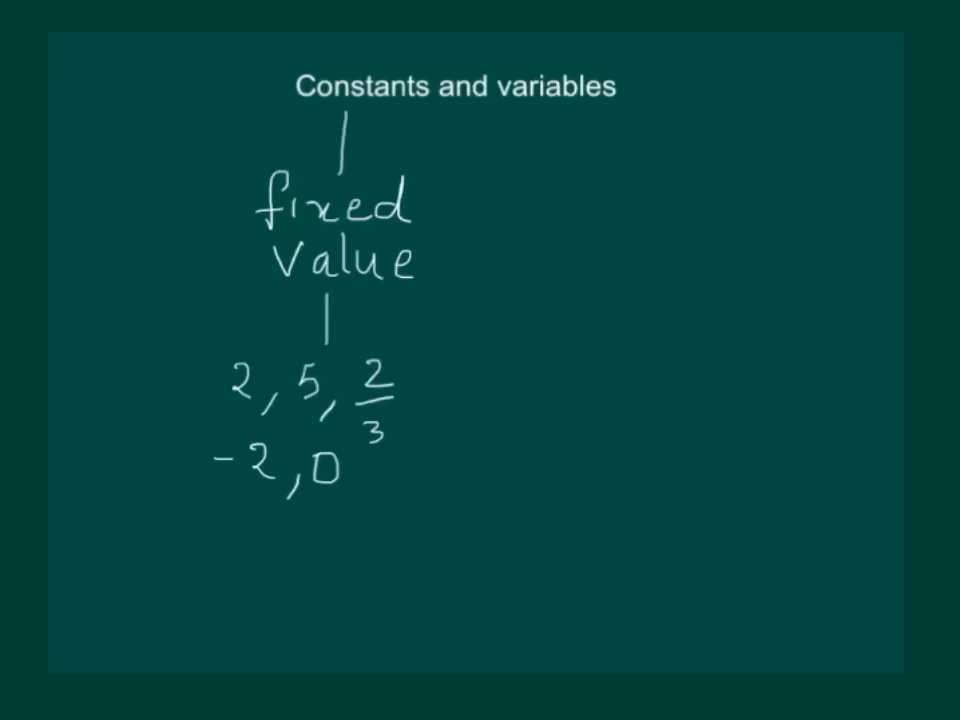 Constants and variables
fixed
value
2, 5, 2/3
-2, 0